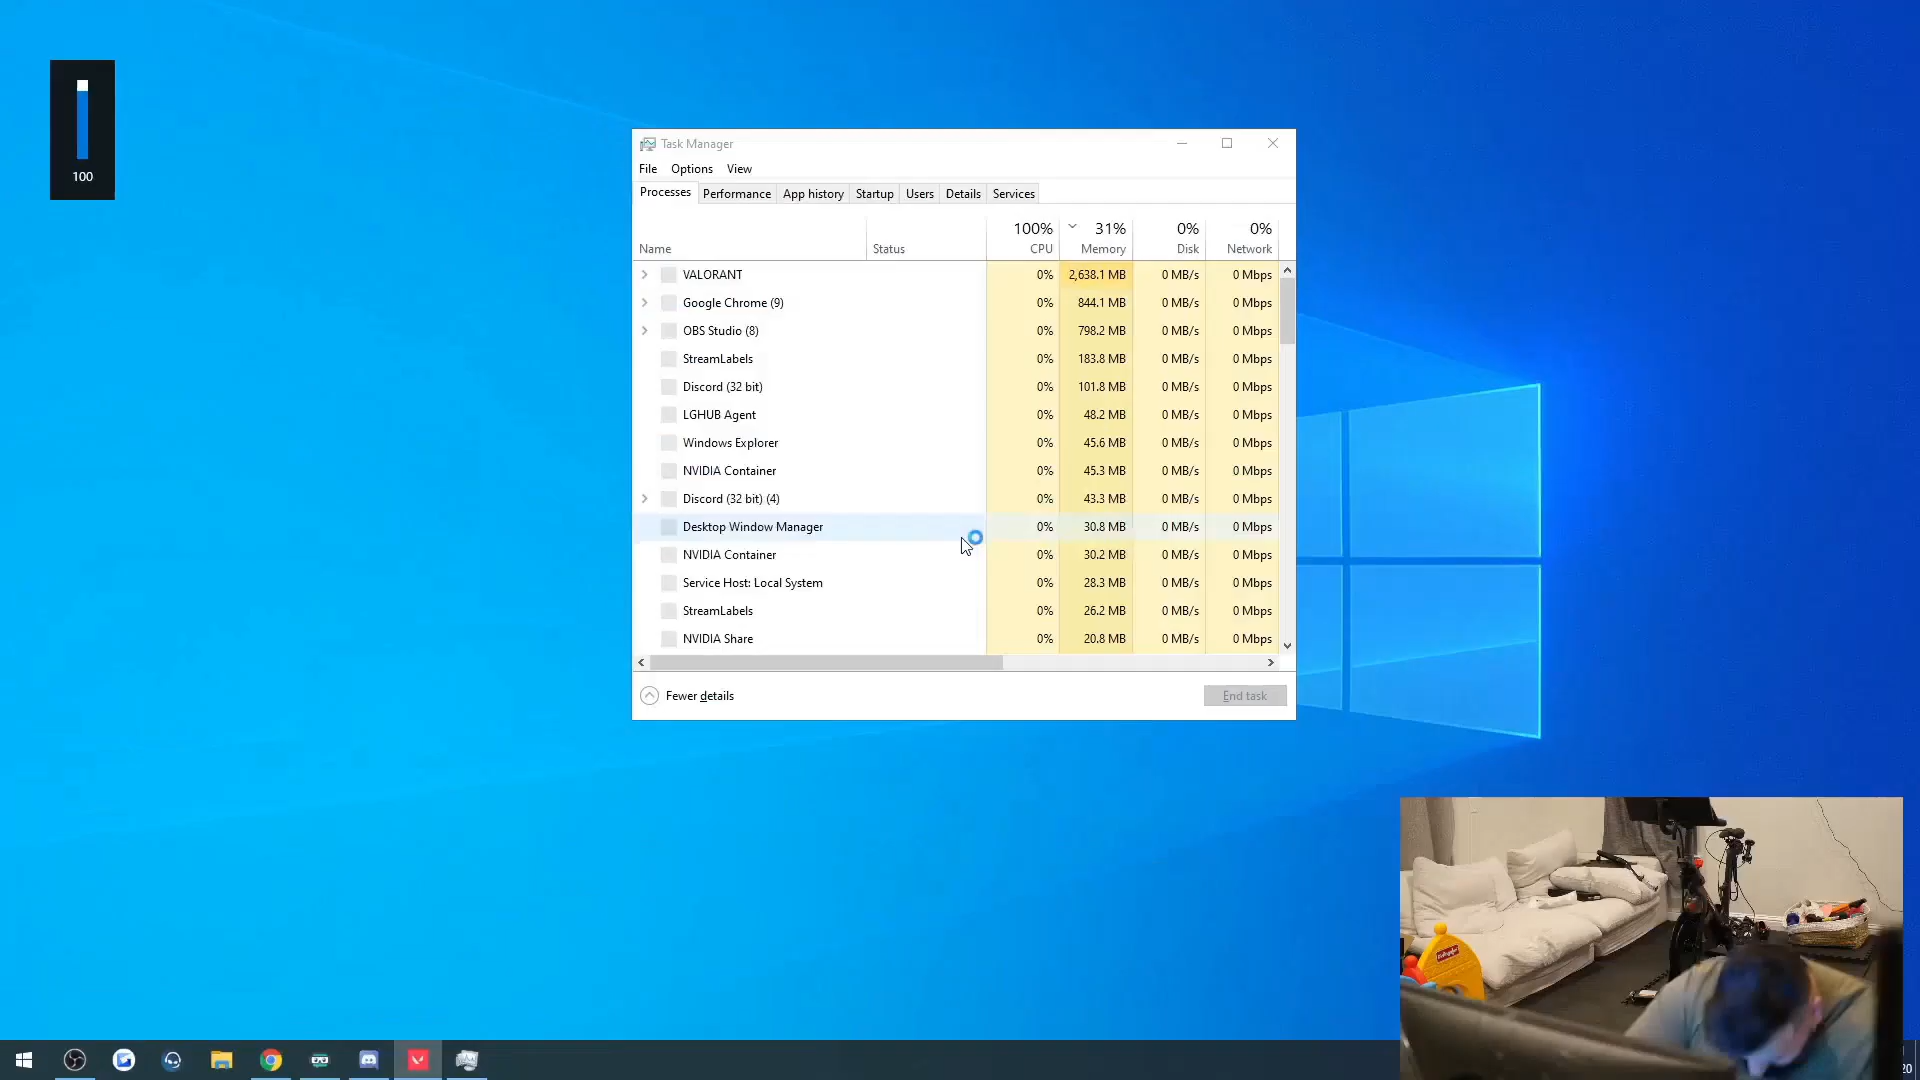 100
Task Manager
File Options View
Processes Performance App history Startup Users Details Services
100% 31% 0% 0%
Name Status CPU Memory Disk Network
VALORANT 0% 2,638.1 MB 0 MB/s 0 Mbps
Google Chrome (9) 0% 844.1 MB 0 MB/s 0 Mbps
OBS Studio (8) 0% 798.2 MB 0 MB/s 0 Mbps
StreamLabels 0% 183.8 MB 0 MB/s 0 Mbps
Discord (32 bit) 0% 101.8 MB 0 MB/s 0 Mbps
LGHUB Agent 0% 48.2 MB 0 MB/s 0 Mbps
Windows Explorer 0% 45.6 MB 0 MB/s 0 Mbps
NVIDIA Container 0% 45.3 MB 0 MB/s 0 Mbps
Discord (32 bit) (4) 0% 43.3 MB 0 MB/s 0 Mbps
Desktop Window Manager 0% 30.8 MB 0 MB/s 0 Mbps
NVIDIA Container 0% 30.2 MB 0 MB/s 0 Mbps
Service Host: Local System 0% 28.3 MB 0 MB/s 0 Mbps
StreamLabels 0% 26.2 MB 0 MB/s 0 Mbps
NVIDIA Share 0% 20.8 MB 0 MB/s 0 Mbps
Fewer details End task
20